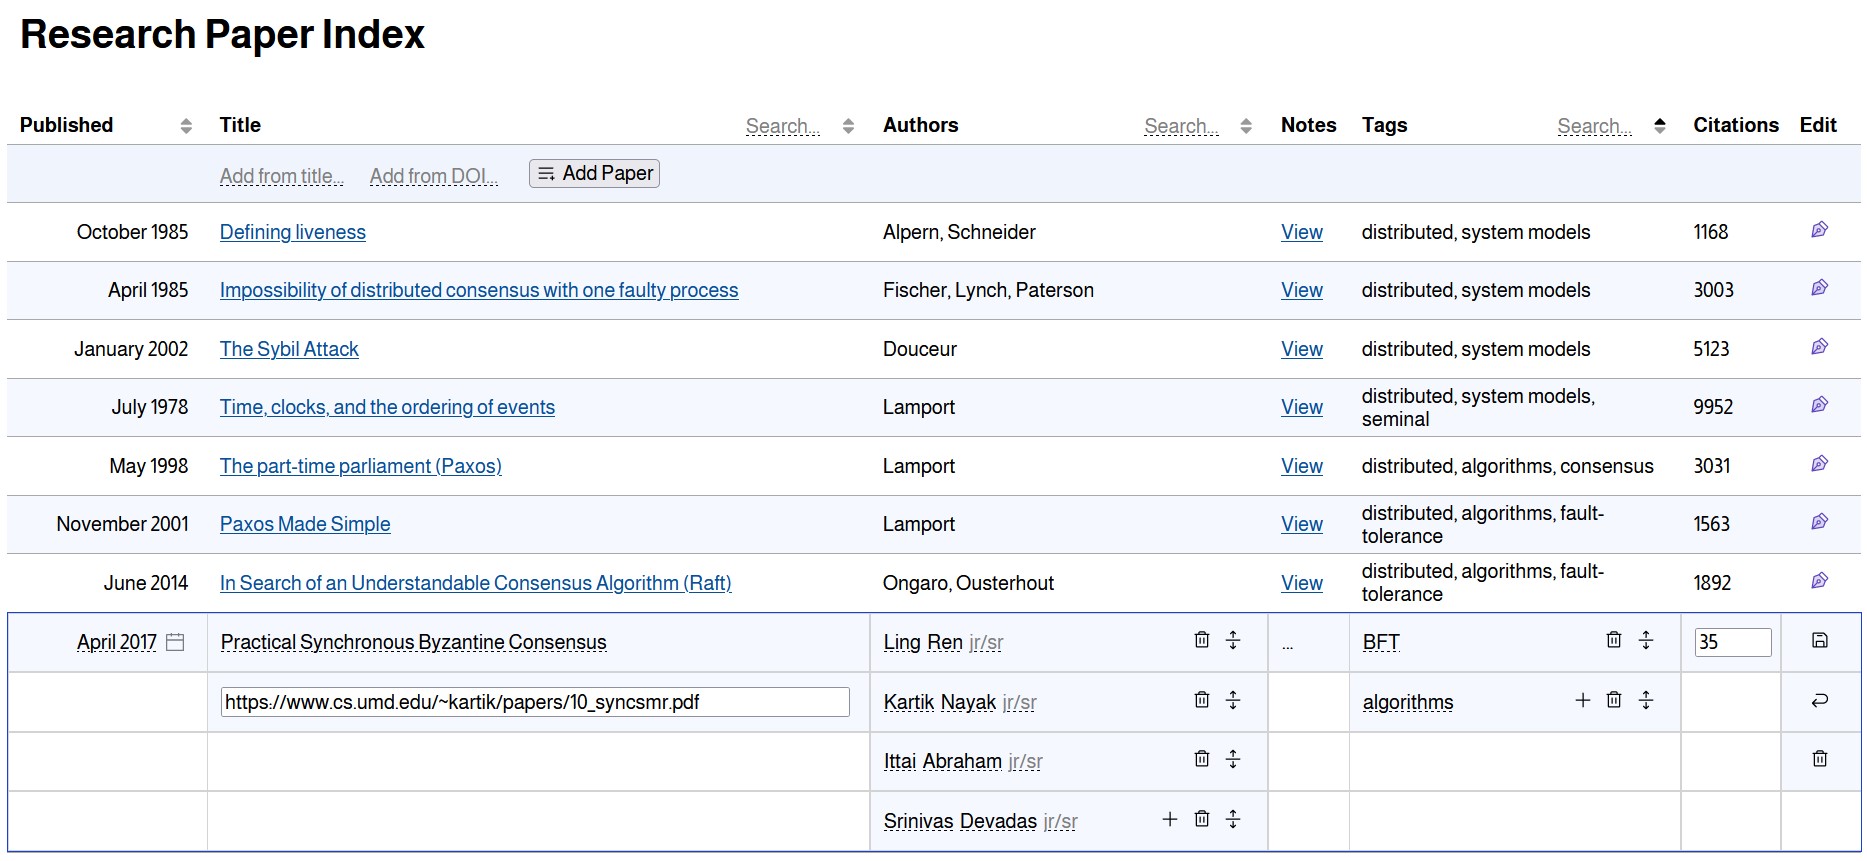 Research Paper Index
Published Title Search... Authors Search... Notes Tags Search... Citations Edit
Add from title... Add from DOI... Add Paper
October 1985 Defining liveness Alpern, Schneider View distributed, system models 1168
April 1985 Impossibility of distributed consensus with one faulty process Fischer, Lynch, Paterson View distributed, system models 3003
January 2002 The Sybil Attack Douceur View distributed, system models 5123
July 1978 Time, clocks, and the ordering of events Lamport View distributed, system models, 9952
seminal
May 1998 The part-time parliament (Paxos) Lamport View distributed, algorithms, consensus 3031
November 2001 Paxos Made Simple Lamport View distributed, algorithms, fault- 1563
tolerance
June 2014 In Search of an Understandable Consensus Algorithm (Raft) Ongaro, Ousterhout View distributed, algorithms, fault- 1892
tolerance
April 2017 Practical Synchronous Byzantine Consensus Ling Ren jr/sr ... BFT 35
https://www.cs.umd.edu/~kartik/papers/10_syncsmr.pdf Kartik Nayak jr/sr algorithms
Ittai Abraham jr/sr
Srinivas Devadas jr/sr